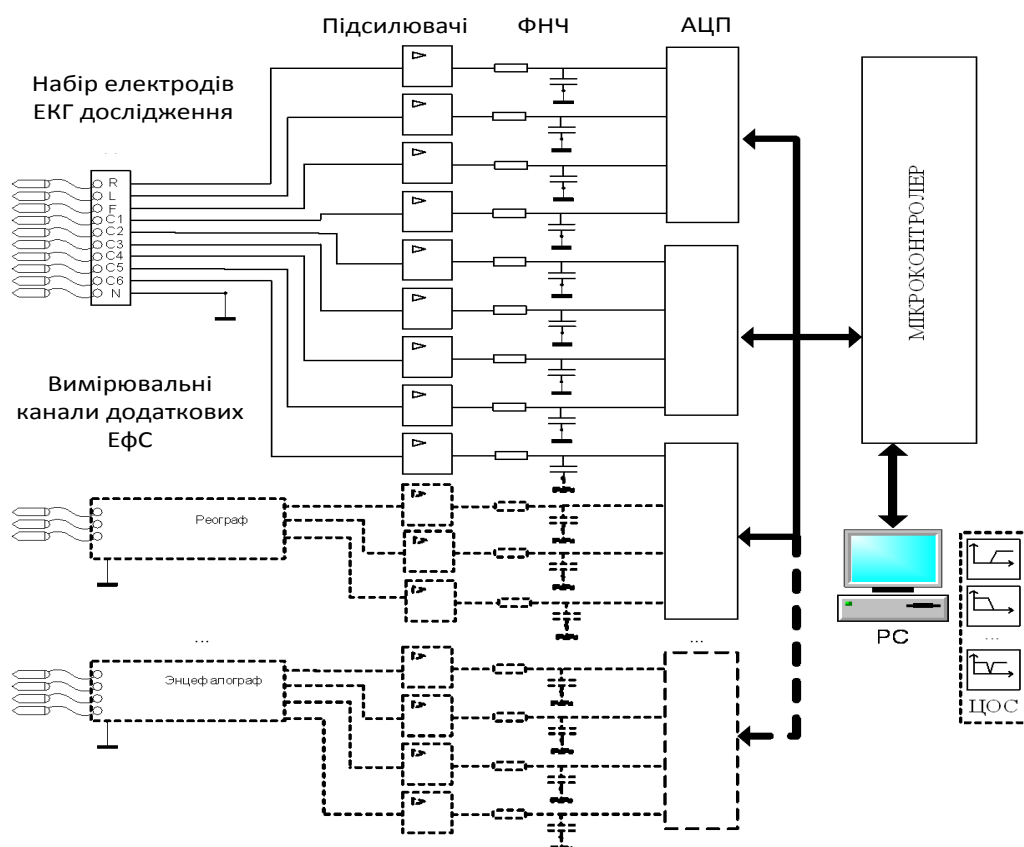 Підсилювачі ФНЧ АЦП
Набір електродів
ЕКГ дослідження
...
R
L
F
C1
C2
C3
C4
C5
C6
N
МІКРОКОНТРОЛЕР
Вимірювальні
канали додаткових
ЕфС
Реограф
...
Энцефалограф
...
PC
...
ЦОС